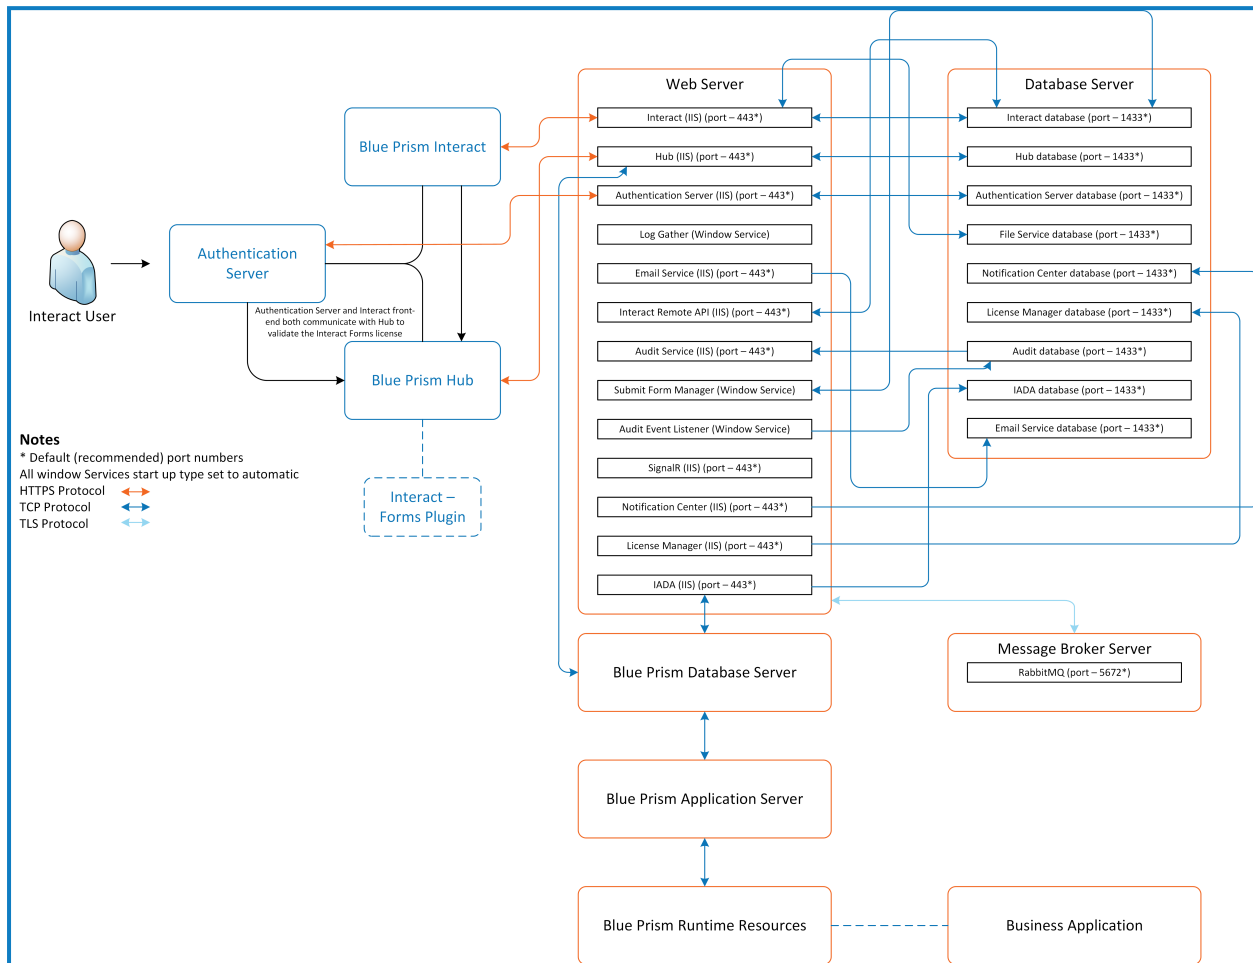 Web Server
Interact (IIS) (port – 443*)
Hub (IIS) (port – 443*)
Authentication Server (IIS) (port – 443*)
Log Gather (Window Service)
Email Service (IIS) (port – 443*)
Interact Remote API (IIS) (port – 443*)
Audit Service (IIS) (port – 443*)
Submit Form Manager (Window Service)
Audit Event Listener (Window Service)
SignalR (IIS) (port – 443*)
Notification Center (IIS) (port – 443*)
License Manager (IIS) (port – 443*)
IADA (IIS) (port – 443*)
Database Server
Interact database (port – 1433*)
Hub database (port – 1433*)
Authentication Server database (port – 1433*)
File Service database (port – 1433*)
Notification Center database (port – 1433*)
License Manager database (port – 1433*)
Audit database (port – 1433*)
IADA database (port – 1433*)
Email Service database (port – 1433*)
Blue Prism Interact
Authentication
Server
Interact User
Authentication Server and Interact front-
end both communicate with Hub to
validate the Interact Forms license
Blue Prism Hub
Interact –
Forms Plugin
Notes
* Default (recommended) port numbers
All window Services start up type set to automatic
HTTPS Protocol
TCP Protocol
TLS Protocol
Blue Prism Database Server
Message Broker Server
RabbitMQ (port – 5672*)
Blue Prism Application Server
Blue Prism Runtime Resources
Business Application